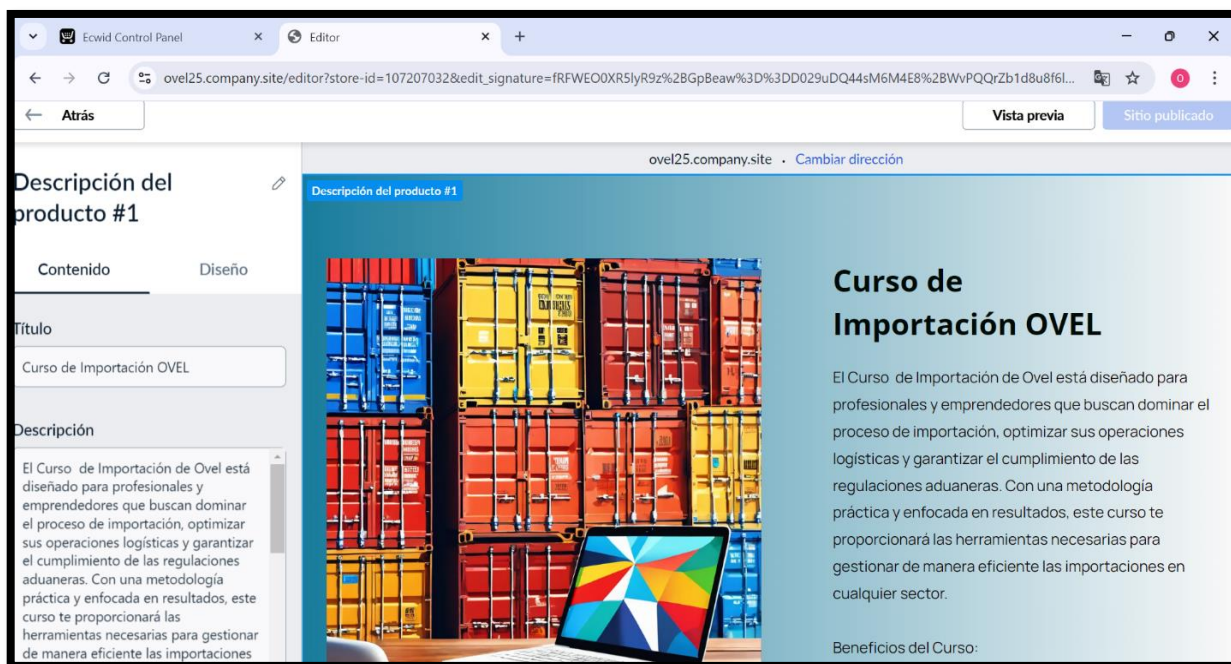 Ecwid Control Panel
Editor
ovel25.company.site/editor?store-id=107207032&edit_signature=fRFWEO0XR5lyR9z%2BGpBeaw%3D%3DD029uDQ44sM6M4E8%2BWvPQQrZb1d8u8f6l...
O
Atrás
Vista previa
Sitio publicado
ovel25.company.site · Cambiar dirección
Descripción del
producto #1
Contenido
Diseño
Título
Curso de Importación OVEL
Descripción
El Curso  de Importación de Ovel está
diseñado para profesionales y
emprendedores que buscan dominar
el proceso de importación, optimizar
sus operaciones logísticas y garantizar
el cumplimiento de las regulaciones
aduaneras. Con una metodología
práctica y enfocada en resultados, este
curso te proporcionará las
herramientas necesarias para gestionar
de manera eficiente las importaciones
Descripción del producto #1
Curso de
Importación OVEL
El Curso  de Importación de Ovel está diseñado para
profesionales y emprendedores que buscan dominar el
proceso de importación, optimizar sus operaciones
logísticas y garantizar el cumplimiento de las
regulaciones aduaneras. Con una metodología
práctica y enfocada en resultados, este curso te
proporcionará las herramientas necesarias para
gestionar de manera eficiente las importaciones en
cualquier sector.
Beneficios del Curso: